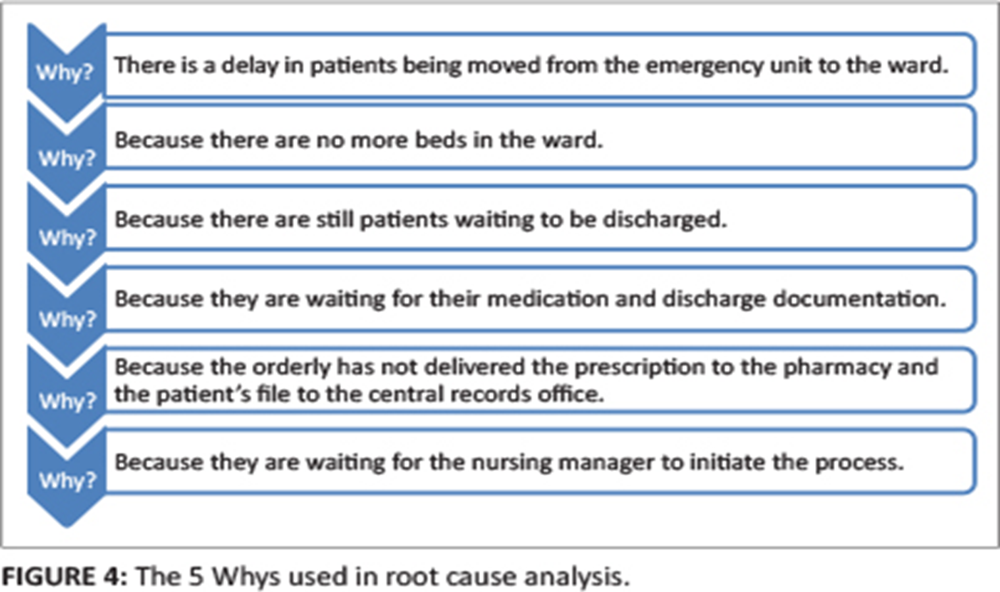 Why?
There is a delay in patients being moved from the emergency unit to the ward.
Why?
Because there are no more beds in the ward.
Why?
Because there are still patients waiting to be discharged.
Why?
Because they are waiting for their medication and discharge documentation.
Why?
Because the orderly has not delivered the prescription to the pharmacy and
the patient's file to the central records office.
Why?
Because they are waiting for the nursing manager to initiate the process.
FIGURE 4: The 5 Whys used in root cause analysis.